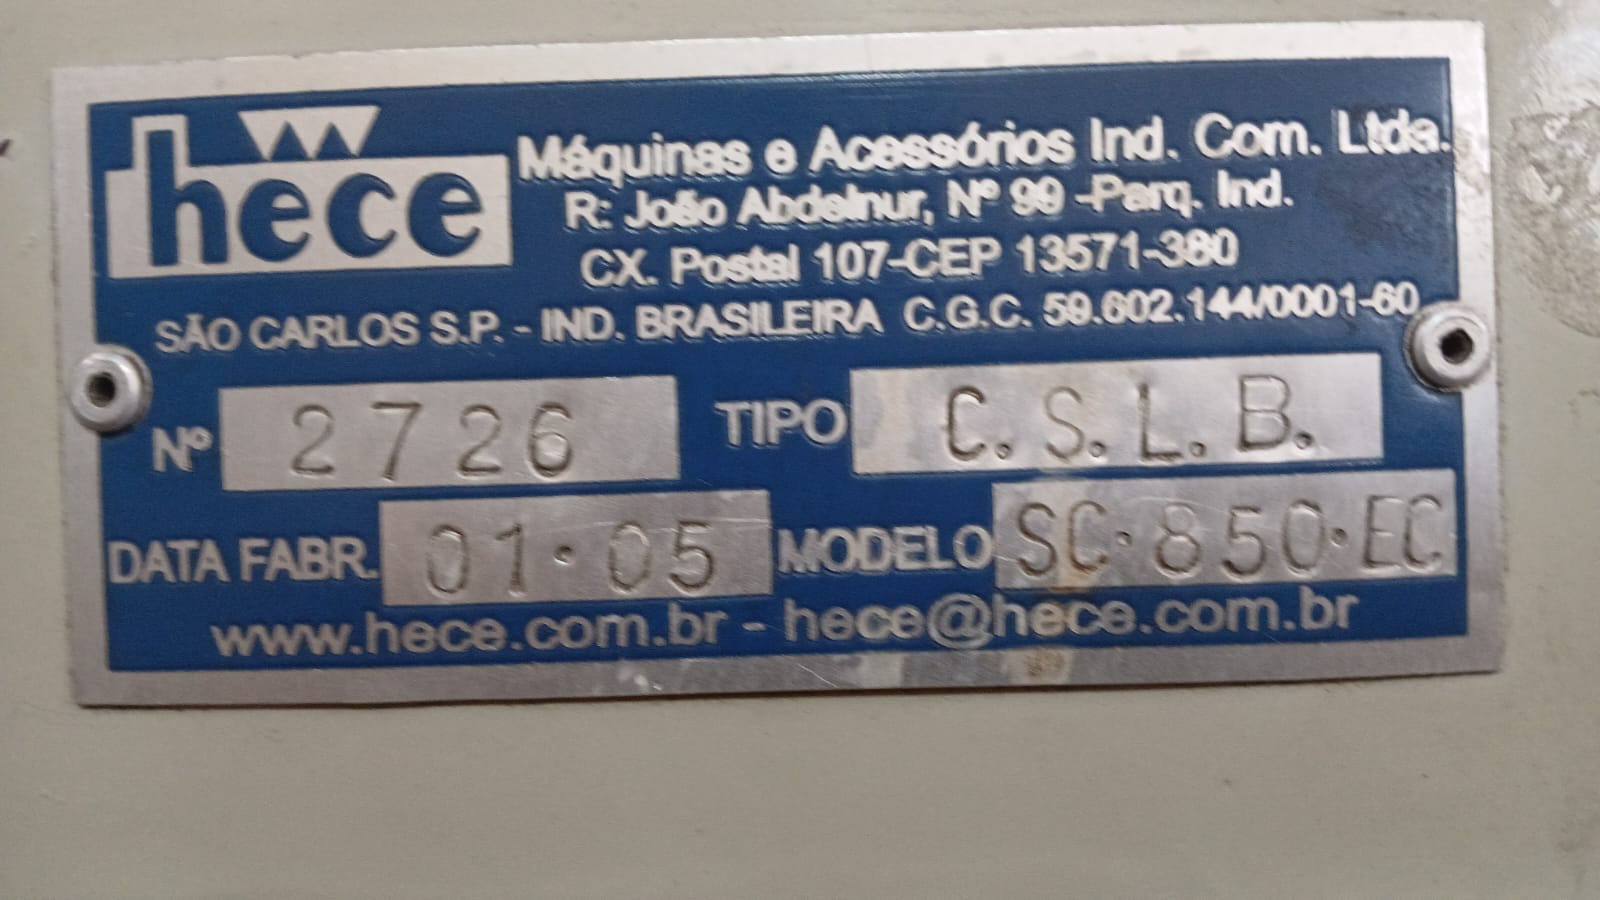 hece
Máquinas e Acessórios Ind. Com. Ltda.
R: João Abdelnur, Nº 99 -Parq. Ind.
CX. Postal 107-CEP 13571-380
SÃO CARLOS S.P. - IND. BRASILEIRA C.G.C. 59.602.144/0001-60
Nº 2726 TIPO C.S.L.B.
DATA FABR. 01·05 MODELO SC·850·EC
www.hece.com.br - hece@hece.com.br